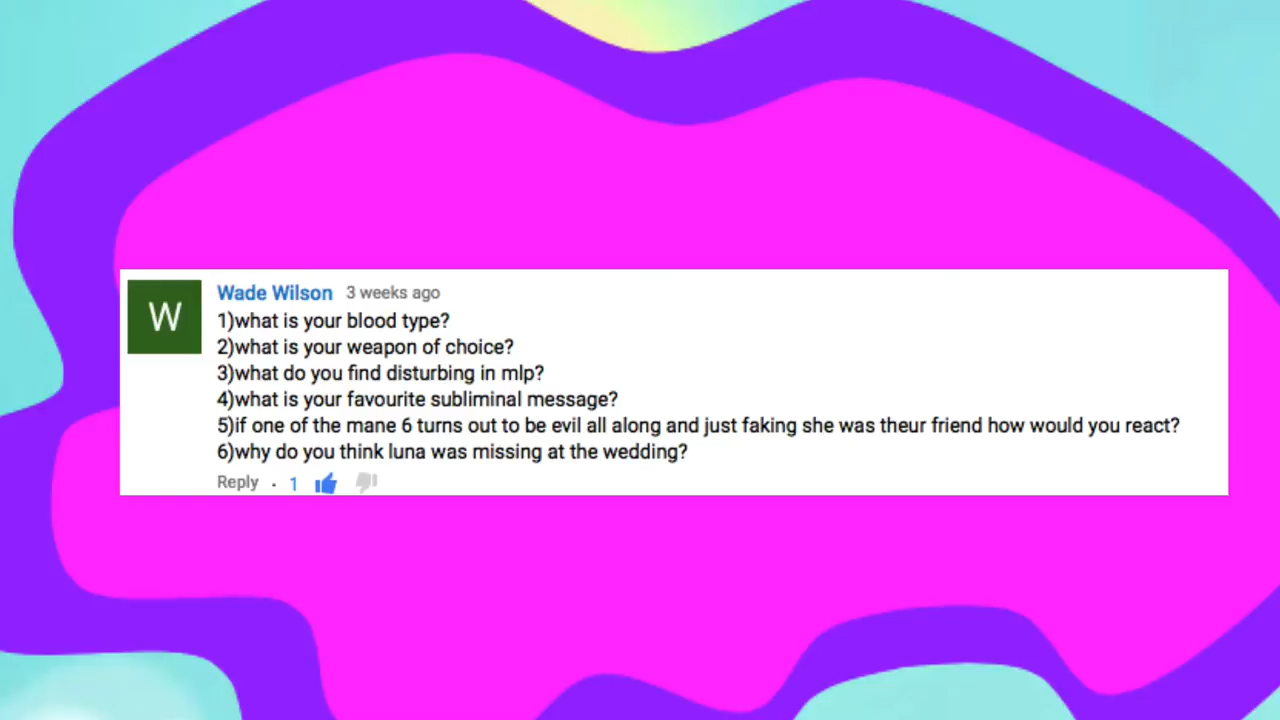 W
Wade Wilson 3 weeks ago
1)what is your blood type?
2)what is your weapon of choice?
3)what do you find disturbing in mlp?
4)what is your favourite subliminal message?
5)if one of the mane 6 turns out to be evil all along and just faking she was theur friend how would you react?
6)why do you think luna was missing at the wedding?
Reply · 1